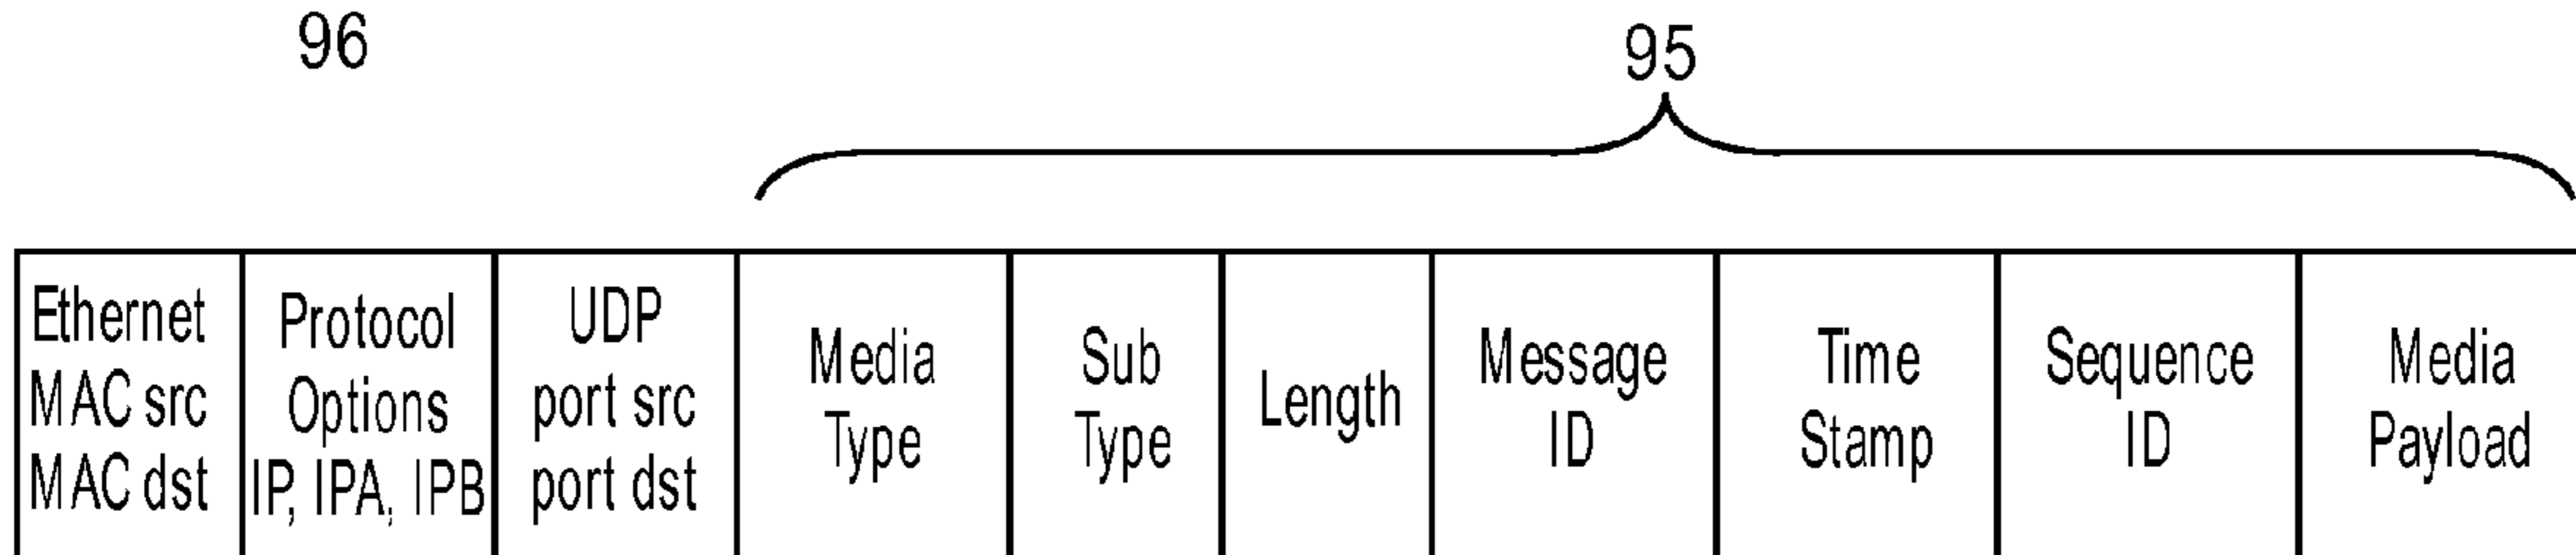 96
95
Ethernet
MAC src
MAC dst
Protocol
Options
IP, IPA, IPB
UDP
port src
port dst
Media
Type
Sub
Type
Length
Message
ID
Time
Stamp
Sequence
ID
Media
Payload